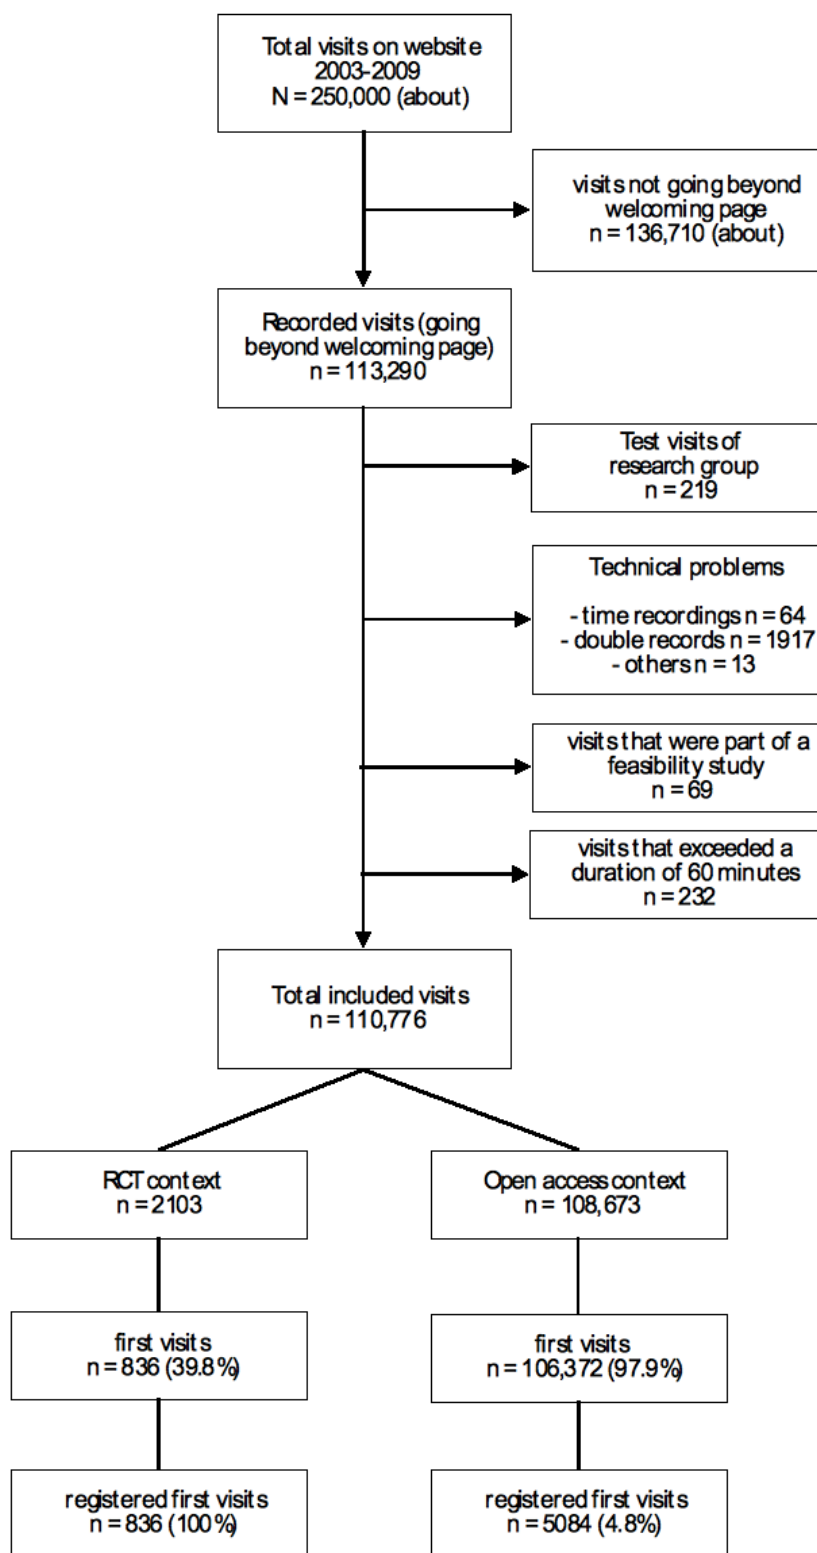 Total visits on website
2003-2009
N = 250,000 (about)
visits not going beyond
welcoming page
n = 136,710 (about)
Recorded visits (going
beyond welcoming page)
n = 113,290
Test visits of
research group
n = 219
Technical problems
- time recordings n = 64
- double records n = 1917
- others n = 13
visits that were part of a
feasibility study
n = 69
visits that exceeded a
duration of 60 minutes
n = 232
Total included visits
n = 110,776
RCT context
n = 2103
Open access context
n = 108,673
first visits
n = 836 (39.8%)
first visits
n = 106,372 (97.9%)
registered first visits
n = 836 (100%)
registered first visits
n = 5084 (4.8%)